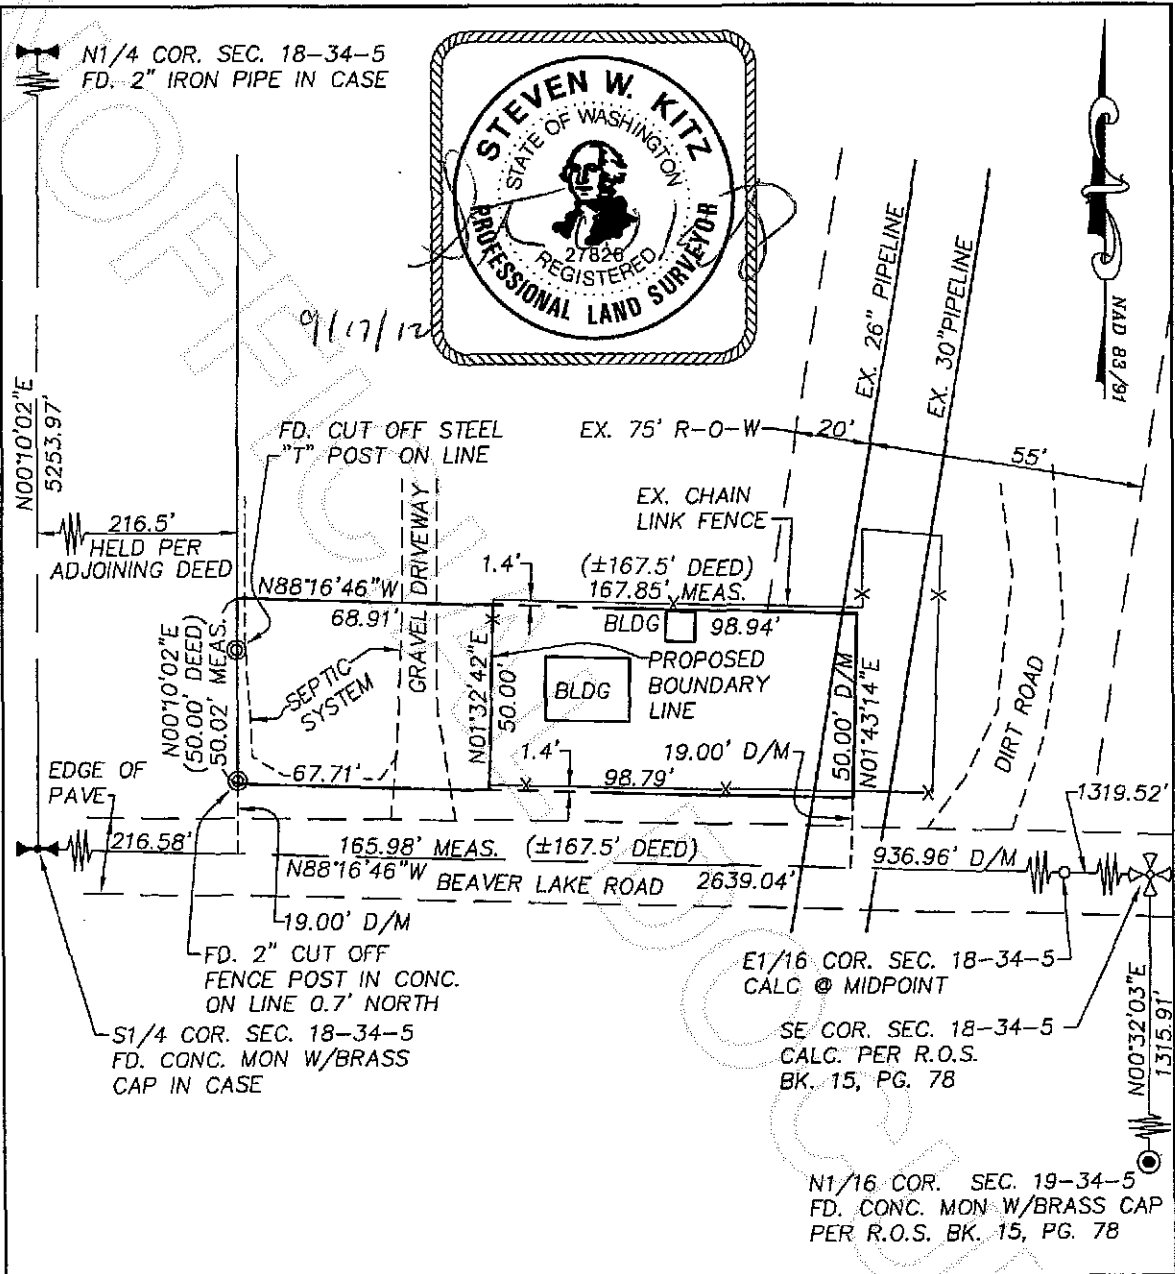 N1/4 COR. SEC. 18-34-5
FD. 2" IRON PIPE IN CASE
STEVEN W. KITZ
STATE OF WASHINGTON
27826
REGISTERED
PROFESSIONAL LAND SURVEYOR
9/17/12
NAD 83/91
N00°10'02"E
5253.97'
216.5'
HELD PER
ADJOINING DEED
FD. CUT OFF STEEL
"T" POST ON LINE
EX. 75' R-O-W
20'
55'
EX. 26" PIPELINE
EX. 30" PIPELINE
EX. CHAIN
LINK FENCE
1.4'
(±167.5' DEED)
167.85' MEAS.
N88°16'46"W
68.91'
GRAVEL DRIVEWAY
BLDG
98.94'
N00°10'02"E
(50.00' DEED)
50.02' MEAS.
SEPTIC
SYSTEM
N01°32'42"E
50.00'
BLDG
PROPOSED
BOUNDARY
LINE
50.00' D/M
N01°43'14"E
DIRT ROAD
67.71'
1.4'
98.79'
19.00' D/M
EDGE OF
PAVE
1319.52'
216.58'
165.98' MEAS. (±167.5' DEED)
N88°16'46"W
BEAVER LAKE ROAD
2639.04'
936.96' D/M
19.00' D/M
FD. 2" CUT OFF
FENCE POST IN CONC.
ON LINE 0.7' NORTH
S1/4 COR. SEC. 18-34-5
FD. CONC. MON W/BRASS
CAP IN CASE
E1/16 COR. SEC. 18-34-5
CALC @ MIDPOINT
SE COR. SEC. 18-34-5
CALC. PER R.O.S.
BK. 15, PG. 78
N00°32'03"E
1315.91'
N1/16 COR. SEC. 19-34-5
FD. CONC. MON W/BRASS CAP
PER R.O.S. BK. 15, PG. 78